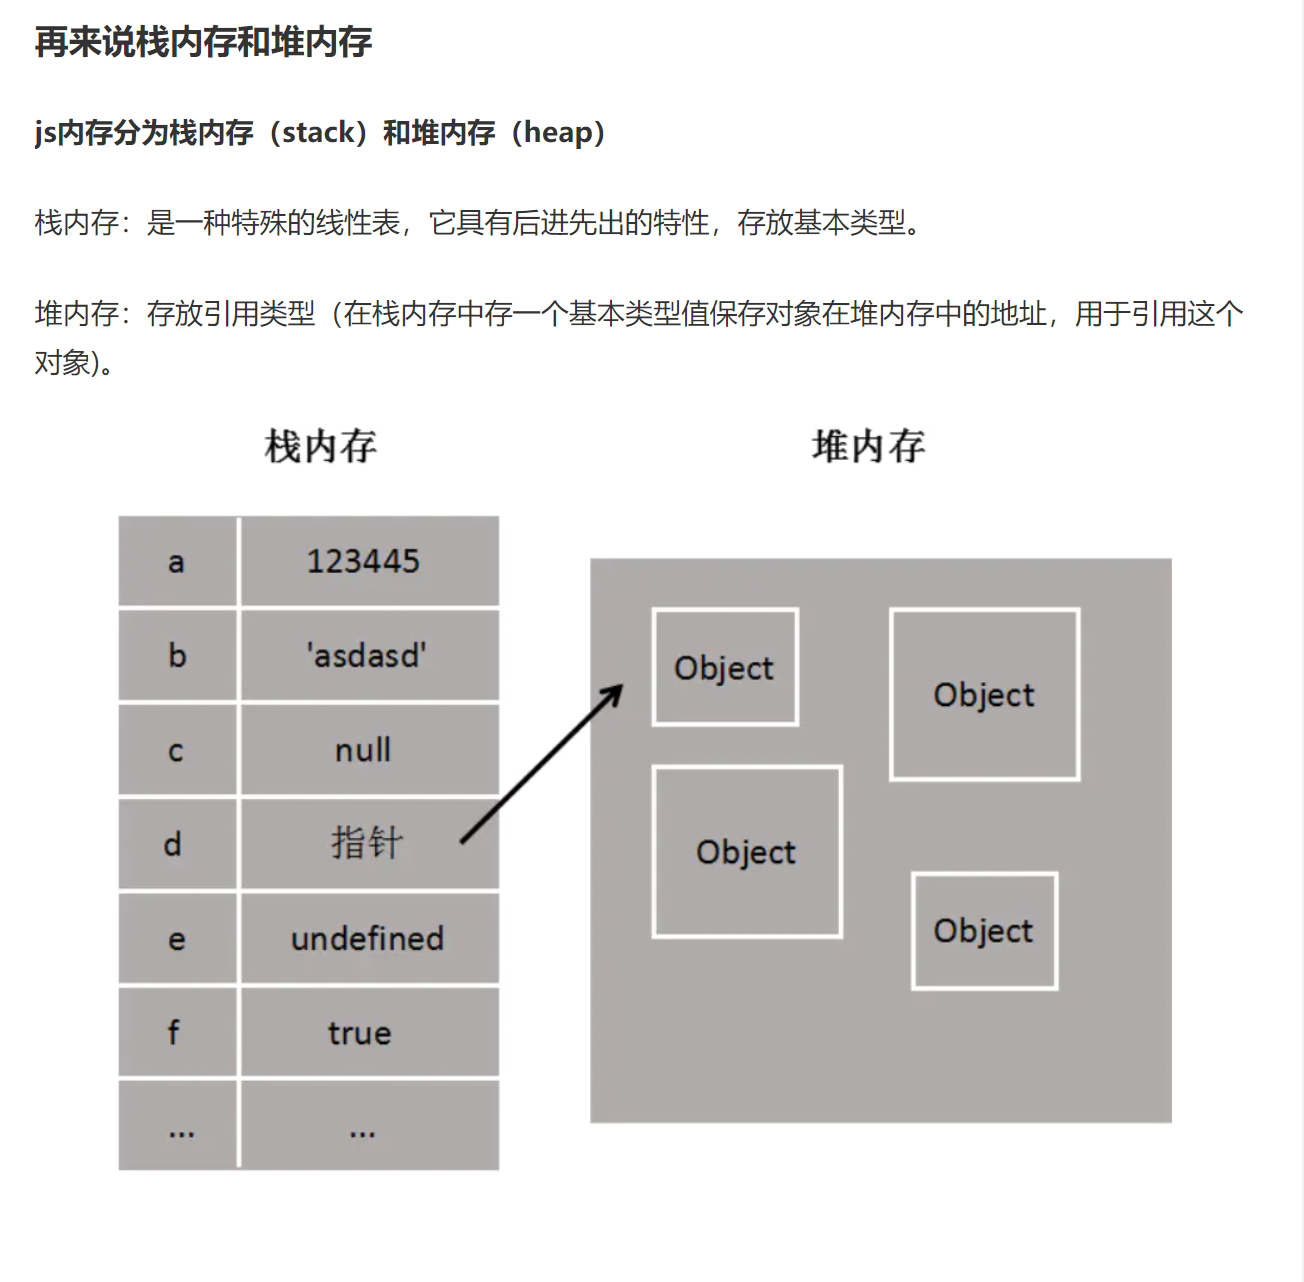 再来说栈内存和堆内存
js内存分为栈内存（stack）和堆内存（heap）
栈内存：是一种特殊的线性表，它具有后进先出的特性，存放基本类型。
堆内存：存放引用类型（在栈内存中存一个基本类型值保存对象在堆内存中的地址，用于引用这个
对象)。
栈内存 堆内存
a 123445
b 'asdasd'
Object Object
c null
d 指针
Object
e undefined
Object
f true
... ...